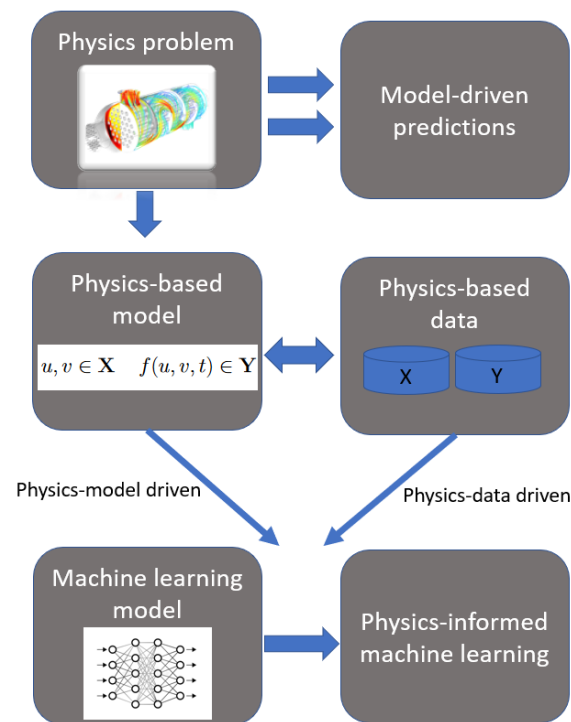 Physics problem
Model-driven
predictions
Physics-based
model
u, v ∈ X f(u, v, t) ∈ Y
Physics-based
data
X
Y
Physics-model driven
Physics-data driven
Machine learning
model
Physics-informed
machine learning